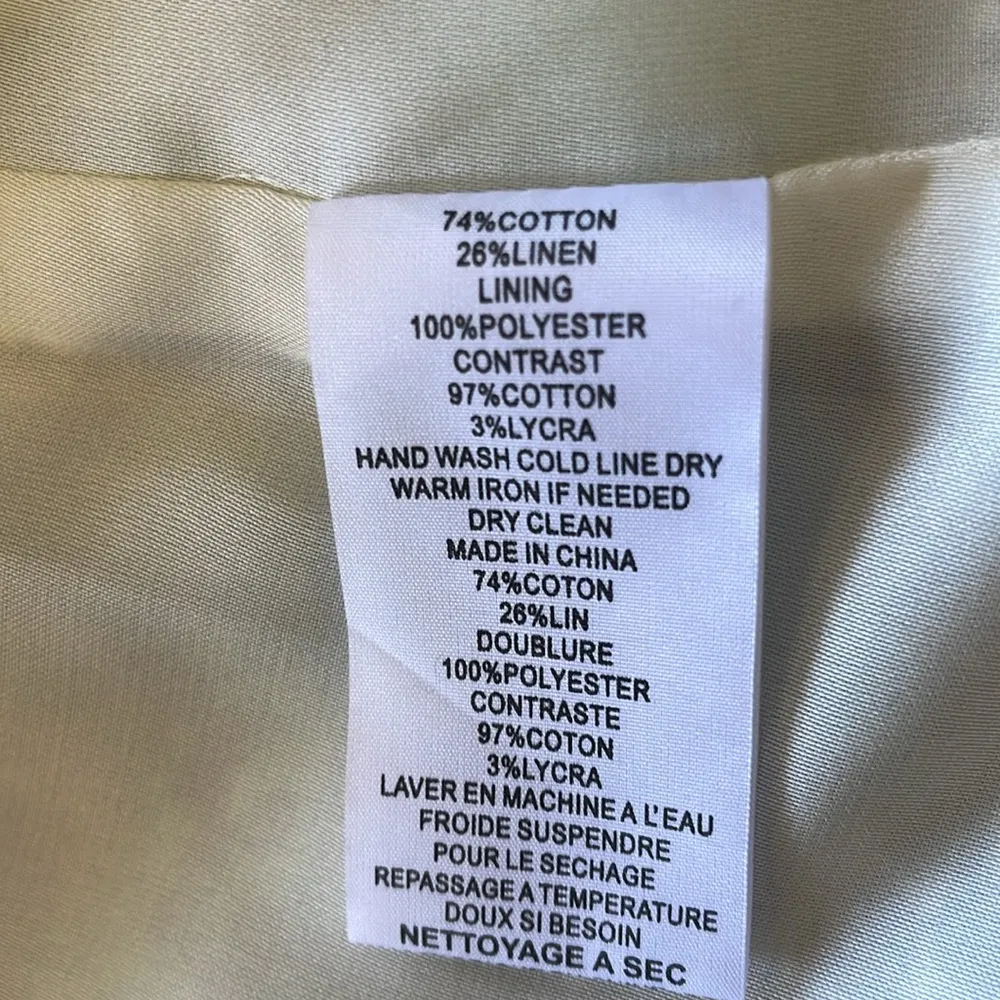 74%COTTON
26%LINEN
LINING
100%POLYESTER
CONTRAST
97%COTTON
3%LYCRA
HAND WASH COLD LINE DRY
WARM IRON IF NEEDED
DRY CLEAN
MADE IN CHINA
74%COTON
26%LIN
DOUBLURE
100%POLYESTER
CONTRASTE
97%COTON
3%LYCRA
LAVER EN MACHINE A L'EAU
FROIDE SUSPENDRE
POUR LE SECHAGE
REPASSAGE A TEMPERATURE
DOUX SI BESOIN
NETTOYAGE A SEC